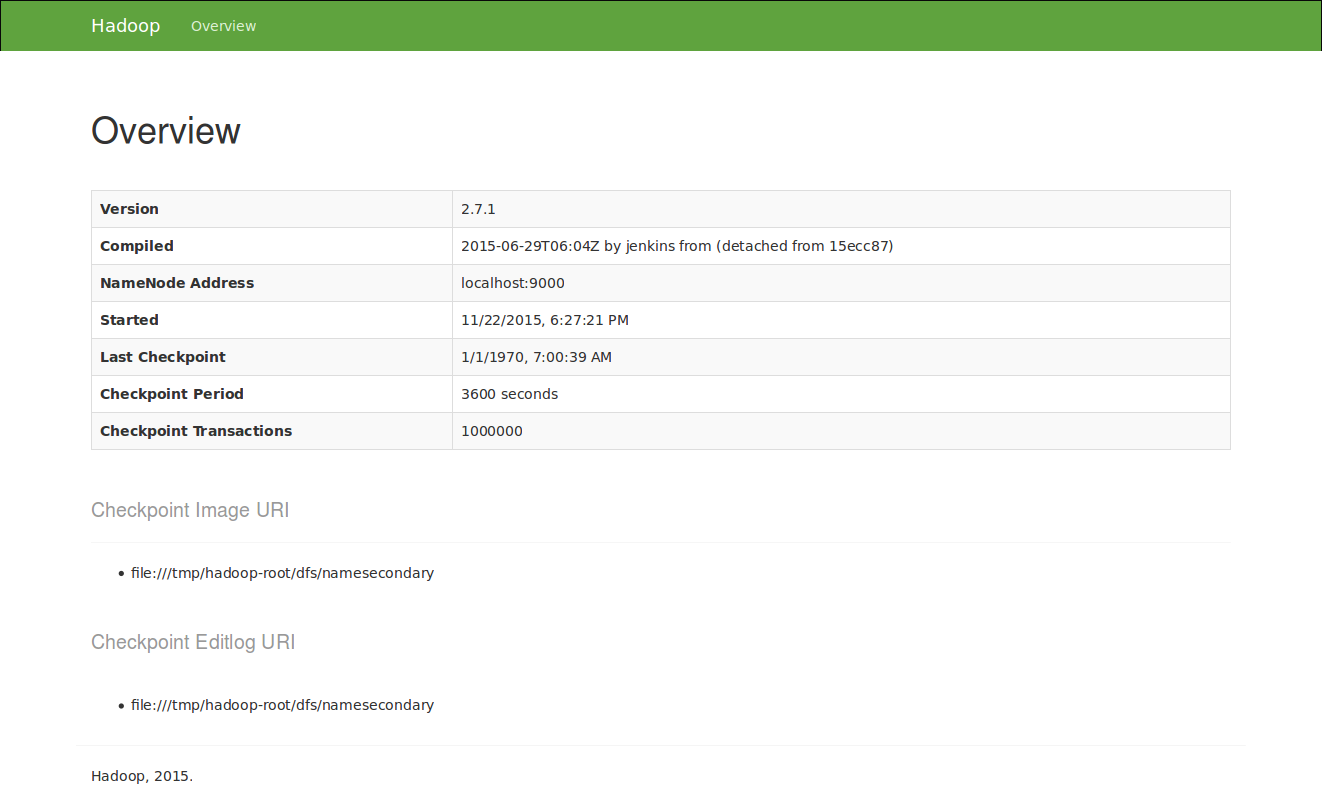 Hadoop Overview
Overview
Version 2.7.1
Compiled 2015-06-29T06:04Z by jenkins from (detached from 15ecc87)
NameNode Address localhost:9000
Started 11/22/2015, 6:27:21 PM
Last Checkpoint 1/1/1970, 7:00:39 AM
Checkpoint Period 3600 seconds
Checkpoint Transactions 1000000
Checkpoint Image URI
• file:///tmp/hadoop-root/dfs/namesecondary
Checkpoint Editlog URI
• file:///tmp/hadoop-root/dfs/namesecondary
Hadoop, 2015.